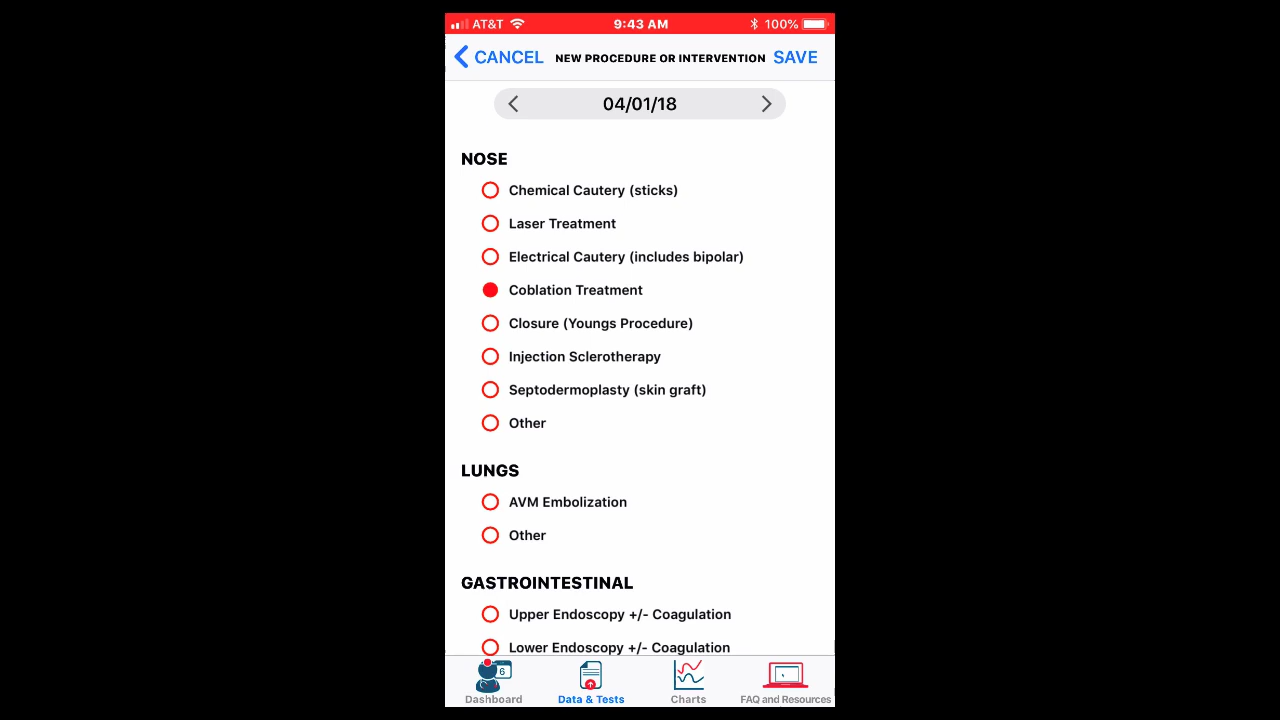 AT&T 9:43 AM 100%
CANCEL NEW PROCEDURE OR INTERVENTION SAVE
04/01/18
NOSE
Chemical Cautery (sticks)
Laser Treatment
Electrical Cautery (includes bipolar)
Coblation Treatment
Closure (Youngs Procedure)
Injection Sclerotherapy
Septodermoplasty (skin graft)
Other
LUNGS
AVM Embolization
Other
GASTROINTESTINAL
Upper Endoscopy +/- Coagulation
Lower Endoscopy +/- Coagulation
6
Dashboard Data & Tests Charts FAQ and Resources